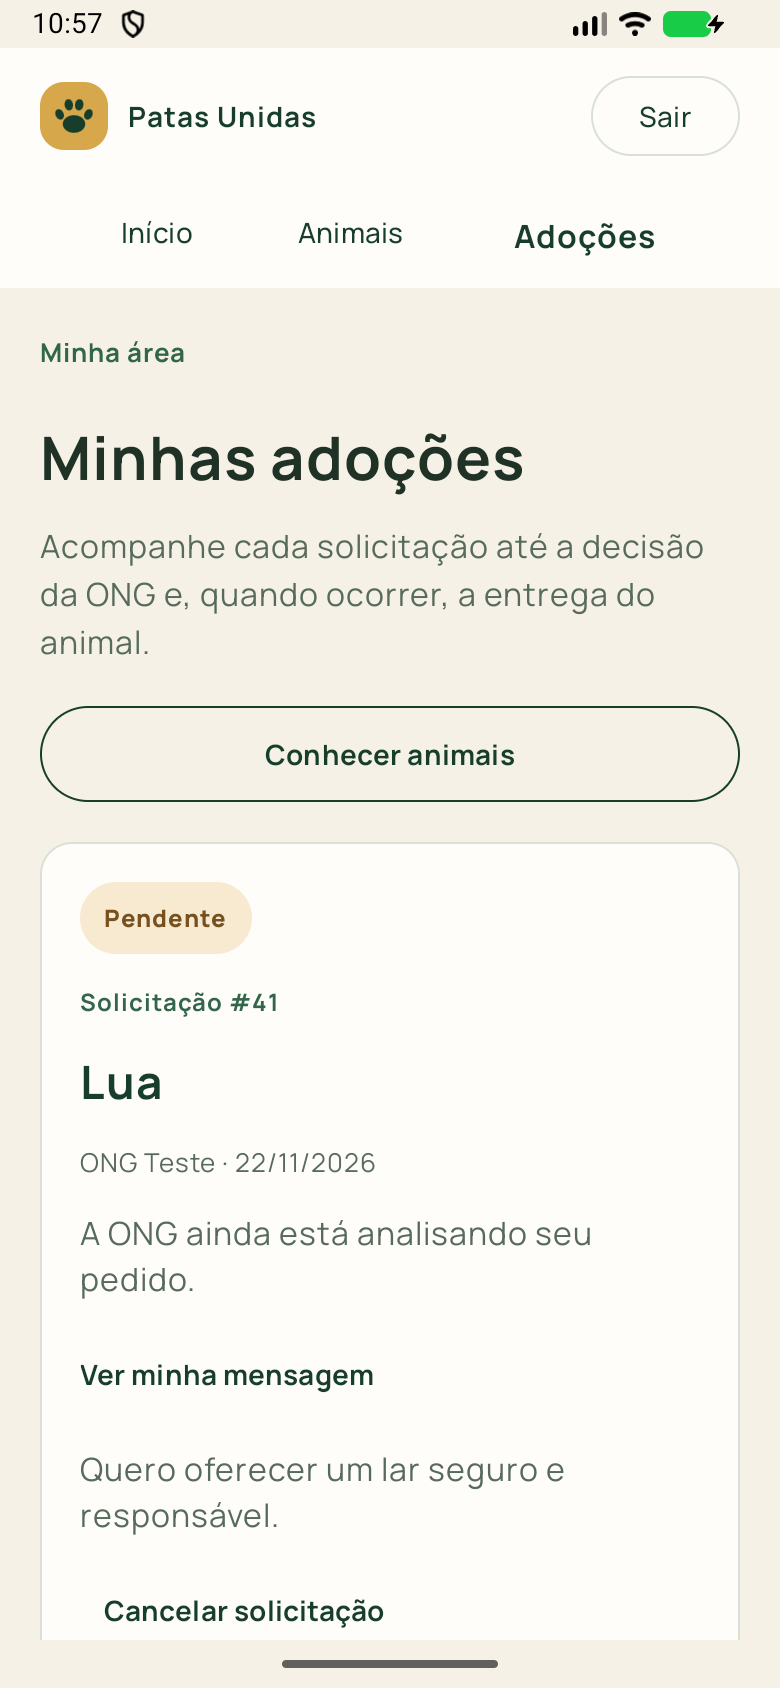 10:57
Patas Unidas
Sair
Início
Animais
Adoções
Minha área
Minhas adoções
Acompanhe cada solicitação até a decisão
da ONG e, quando ocorrer, a entrega do
animal.
Conhecer animais
Pendente
Solicitação #41
Lua
ONG Teste · 22/11/2026
A ONG ainda está analisando seu
pedido.
Ver minha mensagem
Quero oferecer um lar seguro e
responsável.
Cancelar solicitação